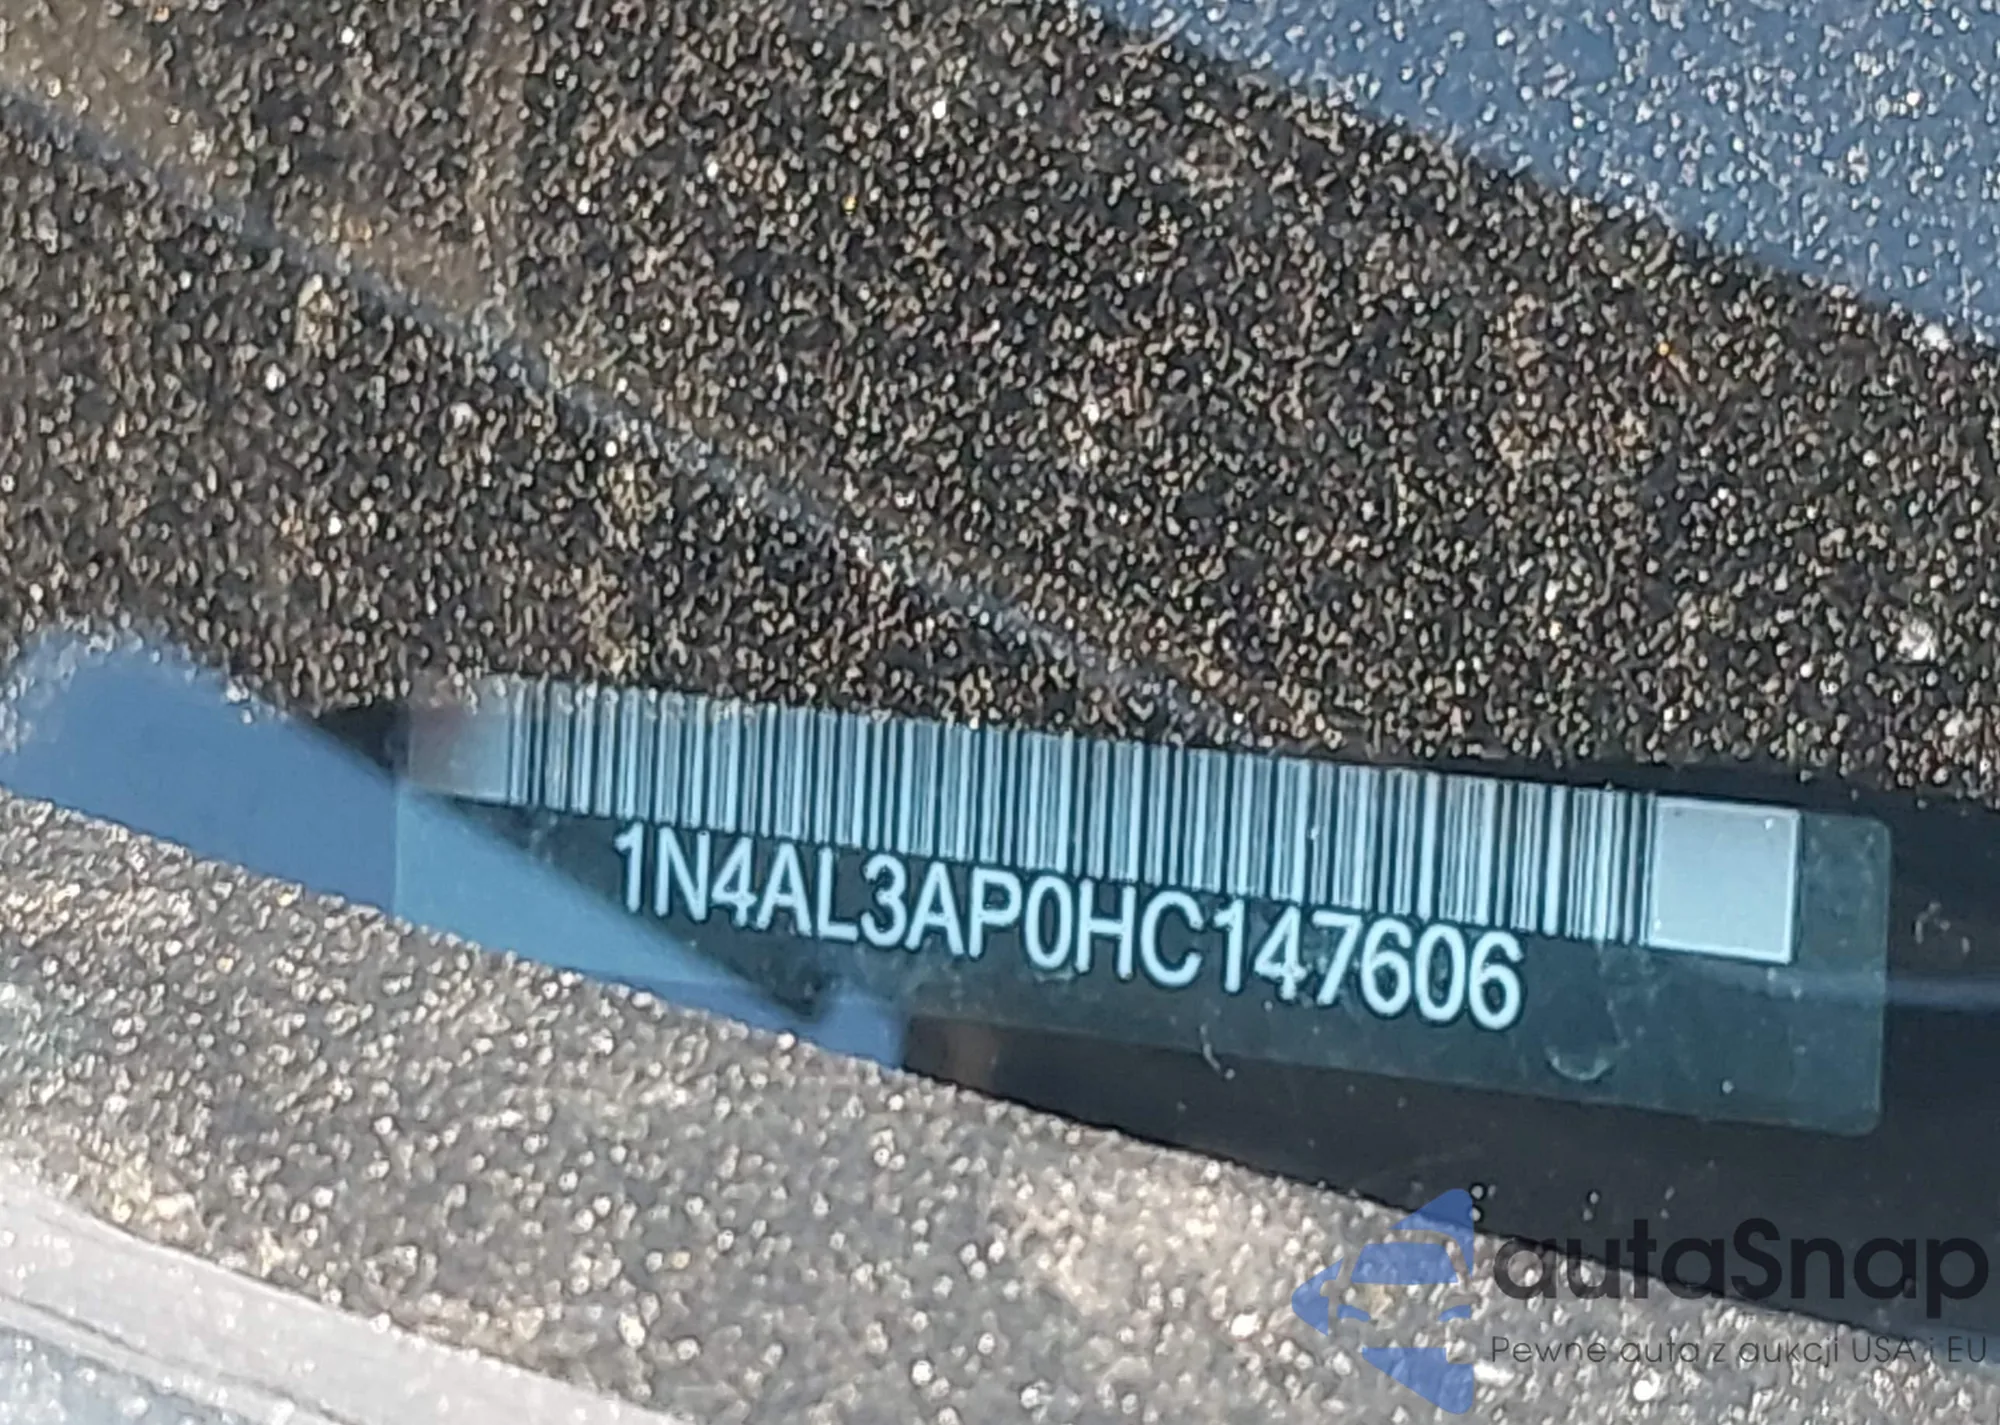 1N4AL3AP0HC147606
autaSnap
Pewne auta z aukcji USA i EU